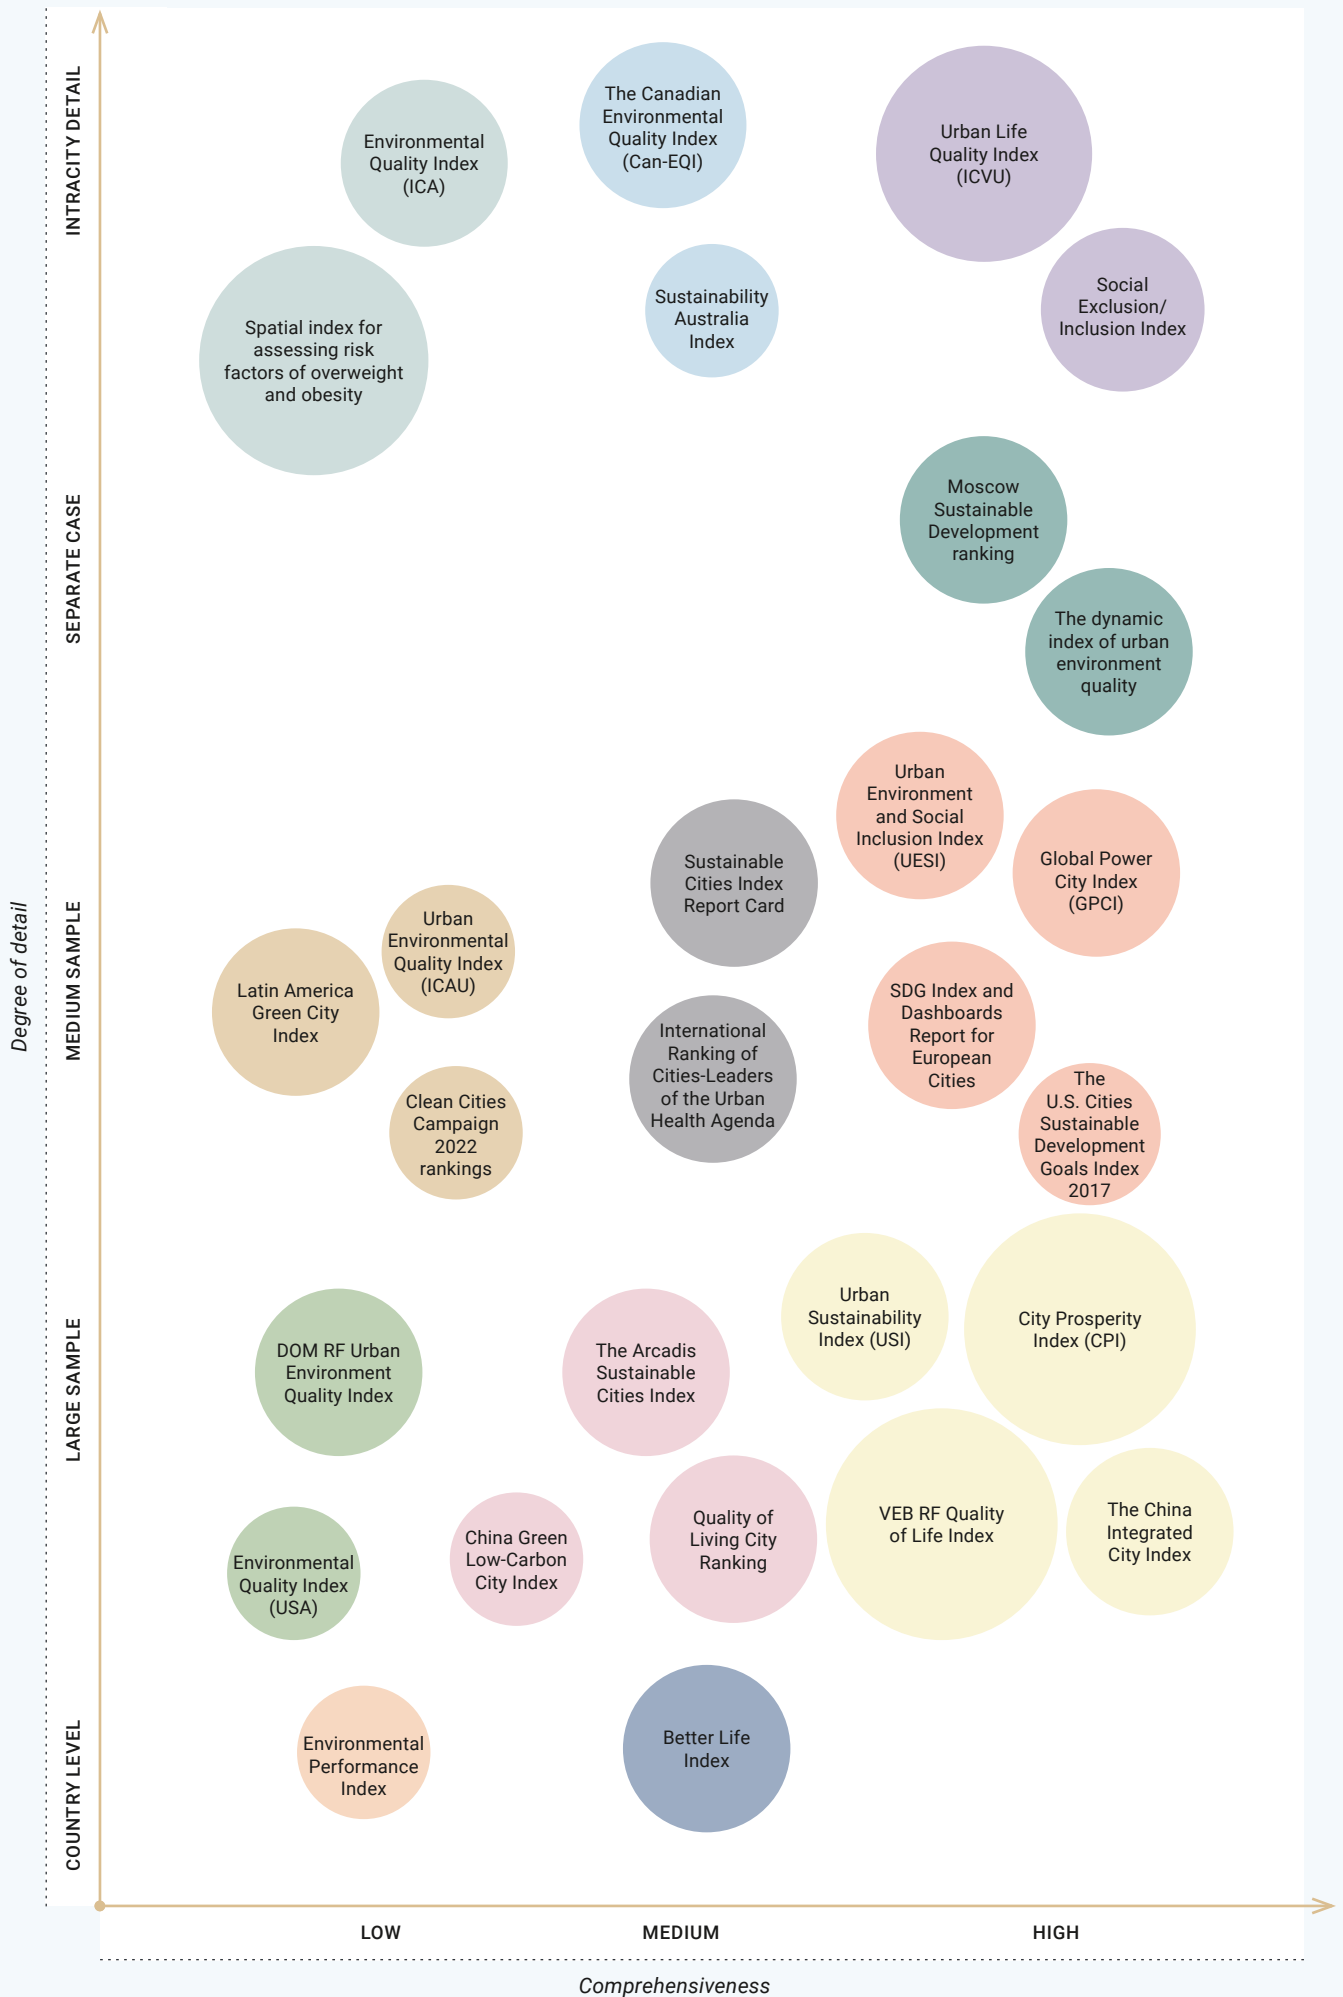 INTRACITY DETAIL
SEPARATE CASE
MEDIUM SAMPLE
LARGE SAMPLE
COUNTRY LEVEL
Degree of detail
Environmental
Quality Index
(ICA)
The Canadian
Environmental
Quality Index
(Can-EQI)
Urban Life
Quality Index
(ICVU)
Spatial index for
assessing risk
factors of overweight
and obesity
Sustainability
Australia
Index
Social
Exclusion/
Inclusion Index
Moscow
Sustainable
Development
ranking
The dynamic
index of urban
environment
quality
Urban
Environment
and Social
Inclusion Index
(UESI)
Global Power
City Index
(GPCI)
Sustainable
Cities Index
Report Card
Urban
Environmental
Quality Index
(ICAU)
Latin America
Green City
Index
SDG Index and
Dashboards
Report for
European
Cities
International
Ranking of
Cities-Leaders
of the Urban
Health Agenda
Clean Cities
Campaign
2022
rankings
The
U.S. Cities
Sustainable
Development
Goals Index
2017
Urban
Sustainability
Index (USI)
City Prosperity
Index (CPI)
DOM RF Urban
Environment
Quality Index
The Arcadis
Sustainable
Cities Index
VEB RF Quality
of Life Index
The China
Integrated
City Index
Quality of
Living City
Ranking
China Green
Low-Carbon
City Index
Environmental
Quality Index
(USA)
Environmental
Performance
Index
Better Life
Index
LOW
MEDIUM
HIGH
Comprehensiveness